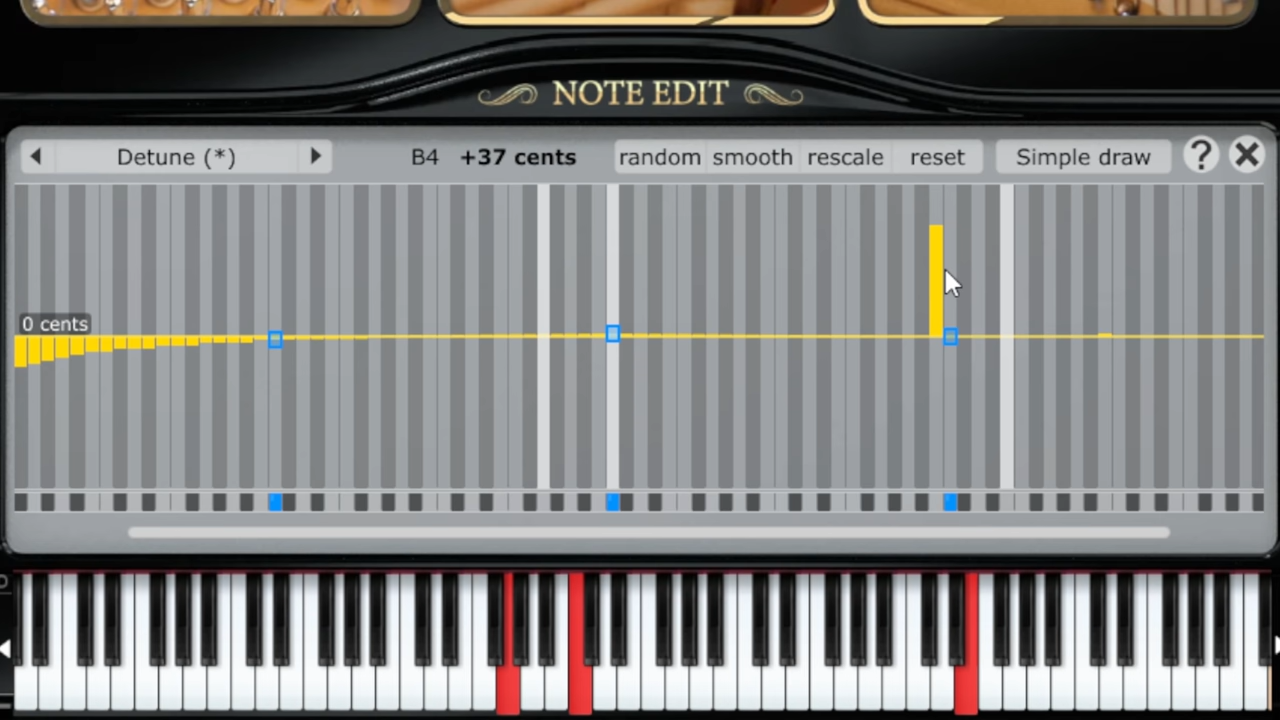 NOTE EDIT
Detune (*) B4 +37 cents random smooth rescale reset Simple draw ?
0 cents